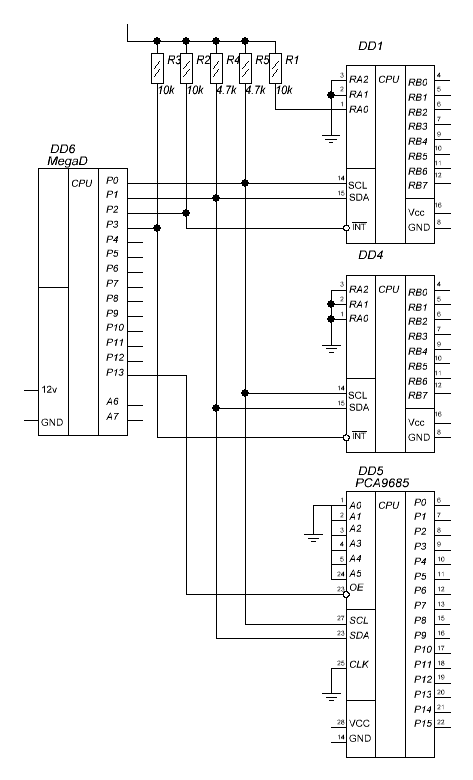 R3 R2 R4 R5 R1
10k 10k 4.7k 4.7k 10k
DD1
3 RA2 CPU RB0 4
2 RA1 RB1 5
1 RA0 RB2 6
RB3 7
RB4 9
RB5 10
RB6 11
14 SCL RB7 12
15 SDA
Vcc 16
INT GND 8
DD6
MegaD
CPU P0
P1
P2
P3
P4
P5
P6
P7
P8
P9
P10
P11
P12
P13
12v
A6
GND A7
DD4
3 RA2 CPU RB0 4
2 RA1 RB1 5
1 RA0 RB2 6
RB3 7
RB4 9
RB5 10
RB6 11
14 SCL RB7 12
15 SDA
Vcc 16
INT GND 8
DD5
PCA9685
1 A0 CPU P0 6
2 A1 P1 7
3 A2 P2 8
4 A3 P3 9
5 A4 P4 10
24 A5 P5 11
23 OE P6 12
P7 13
27 SCL P8 15
23 SDA P9 16
P10 17
25 CLK P11 18
P12 19
P13 20
P14 21
28 VCC P15 22
14 GND